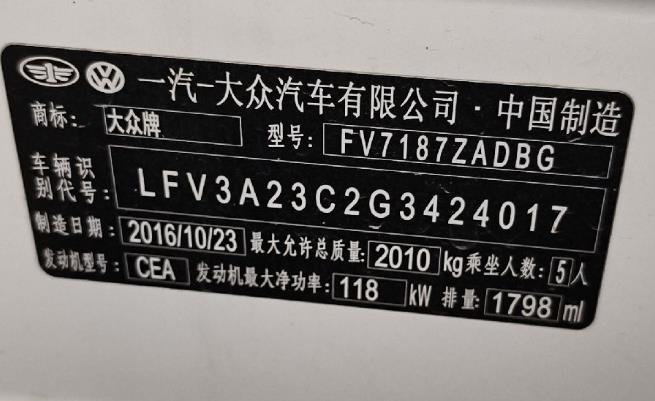 一汽-大众汽车有限公司·中国制造
商标: 大众牌 型号: FV7187ZADBG
车辆识别代号: LFV3A23C2G3424017
制造日期: 2016/10/23 最大允许总质量: 2010 kg 乘坐人数: 5 人
发动机型号: CEA 发动机最大净功率: 118 kW 排量: 1798 ml